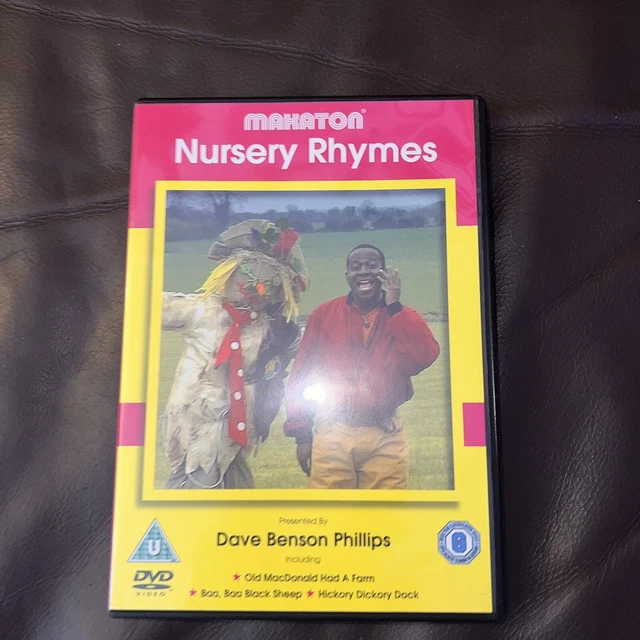 MAKATON®
Nursery Rhymes
Presented By
Dave Benson Phillips
Including
★ Old MacDonald Had A Farm
★ Baa, Baa Black Sheep ★ Hickory Dickory Dock
U
DVD
VIDEO
0